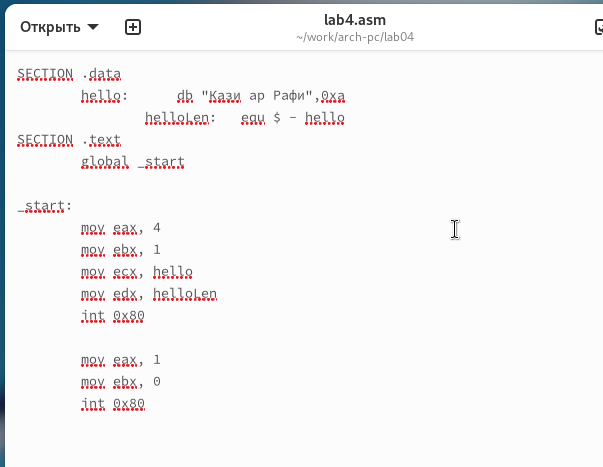 Открыть
lab4.asm
~/work/arch-pc/lab04
SECTION .data
hello: db "Кази ар Рафи",0xa
helloLen: equ $ - hello
SECTION .text
global _start
_start:
mov eax, 4
mov ebx, 1
mov ecx, hello
mov edx, helloLen
int 0x80
mov eax, 1
mov ebx, 0
int 0x80